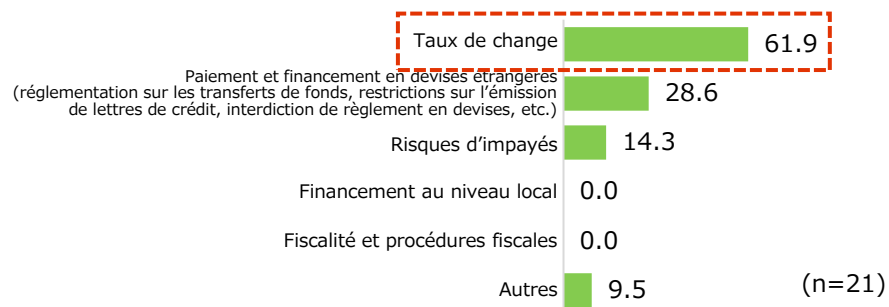 Taux de change 61.9
Paiement et financement en devises étrangères
(réglementation sur les transferts de fonds, restrictions sur l’émission
de lettres de crédit, interdiction de règlement en devises, etc.) 28.6
Risques d’impayés 14.3
Financement au niveau local 0.0
Fiscalité et procédures fiscales 0.0
Autres 9.5 (n=21)